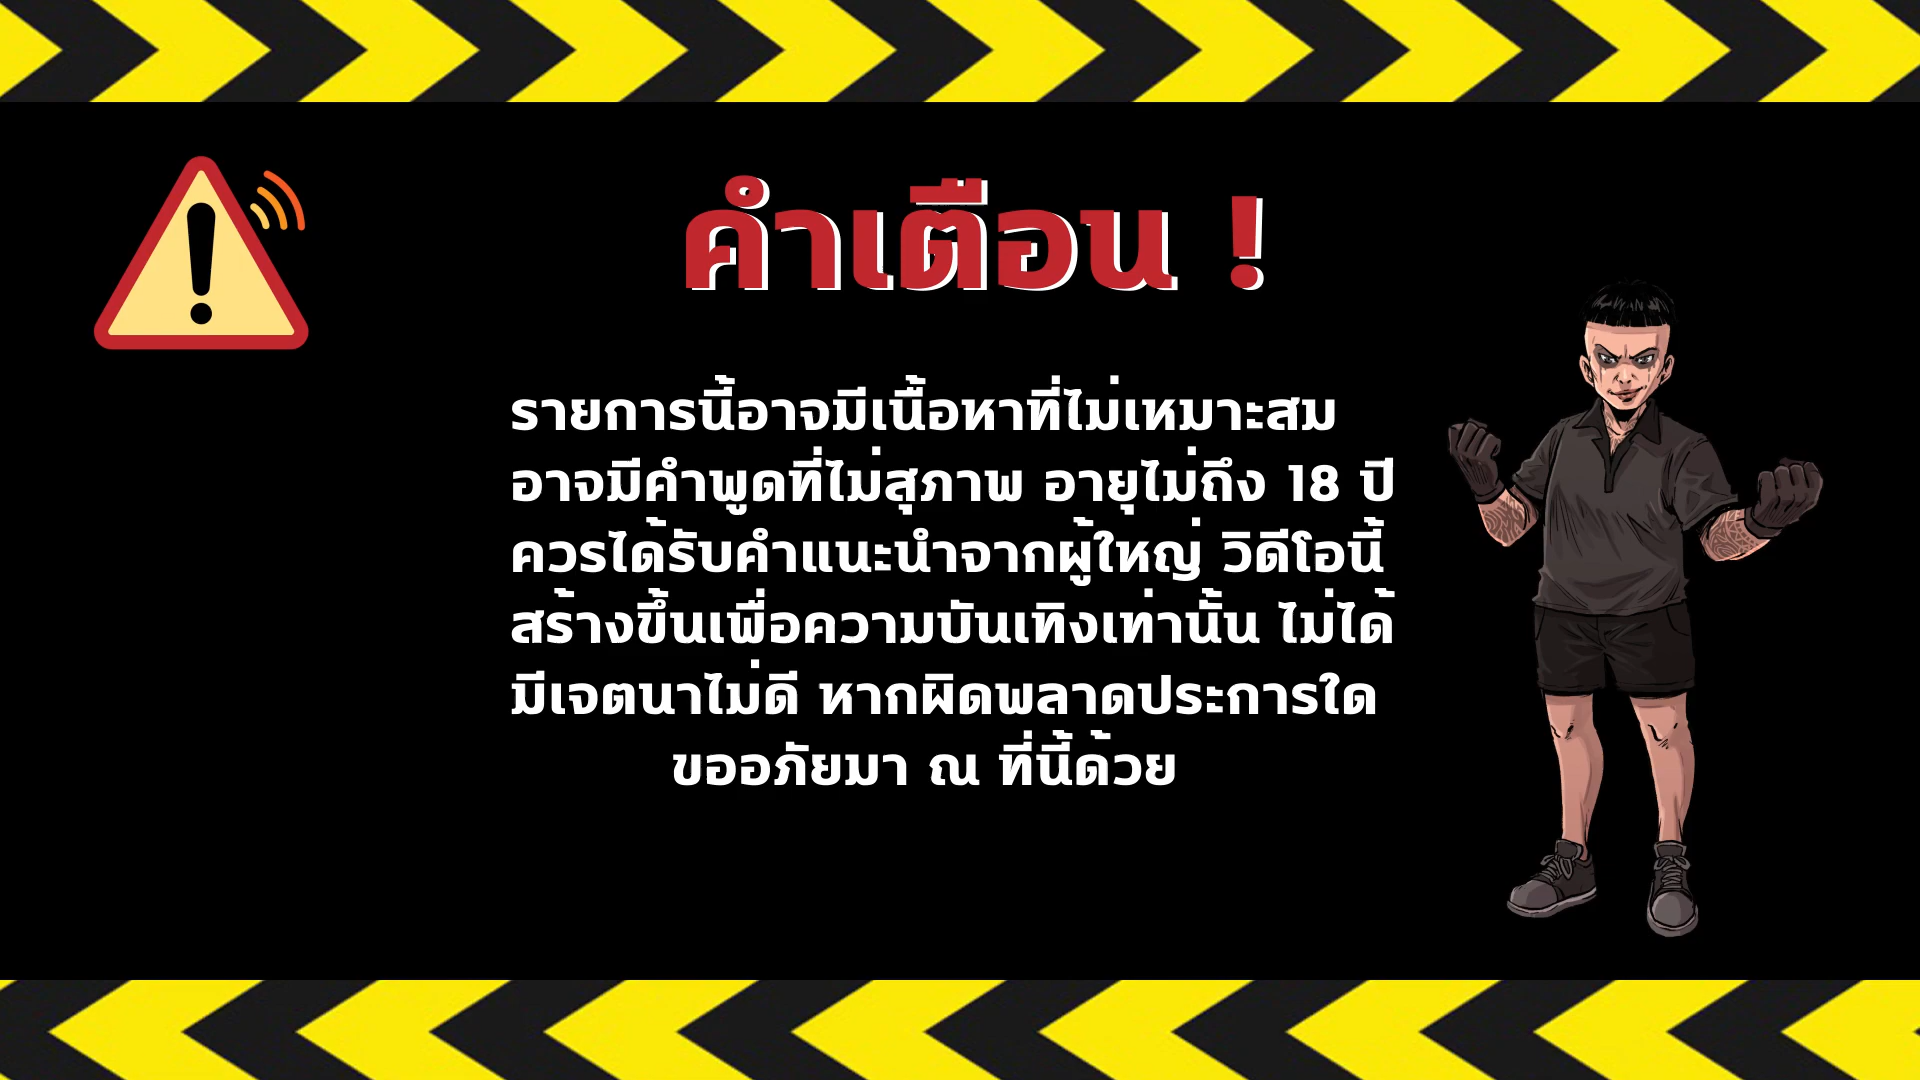 คำเตือน !
รายการนี้อาจมีเนื้อหาที่ไม่เหมาะสม
อาจมีคำพูดที่ไม่สุภาพ อายุไม่ถึง 18 ปี
ควรได้รับคำแนะนำจากผู้ใหญ่ วิดีโอนี้
สร้างขึ้นเพื่อความบันเทิงเท่านั้น ไม่ได้
มีเจตนาไม่ดี หากผิดพลาดประการใด
ขออภัยมา ณ ที่นี้ด้วย